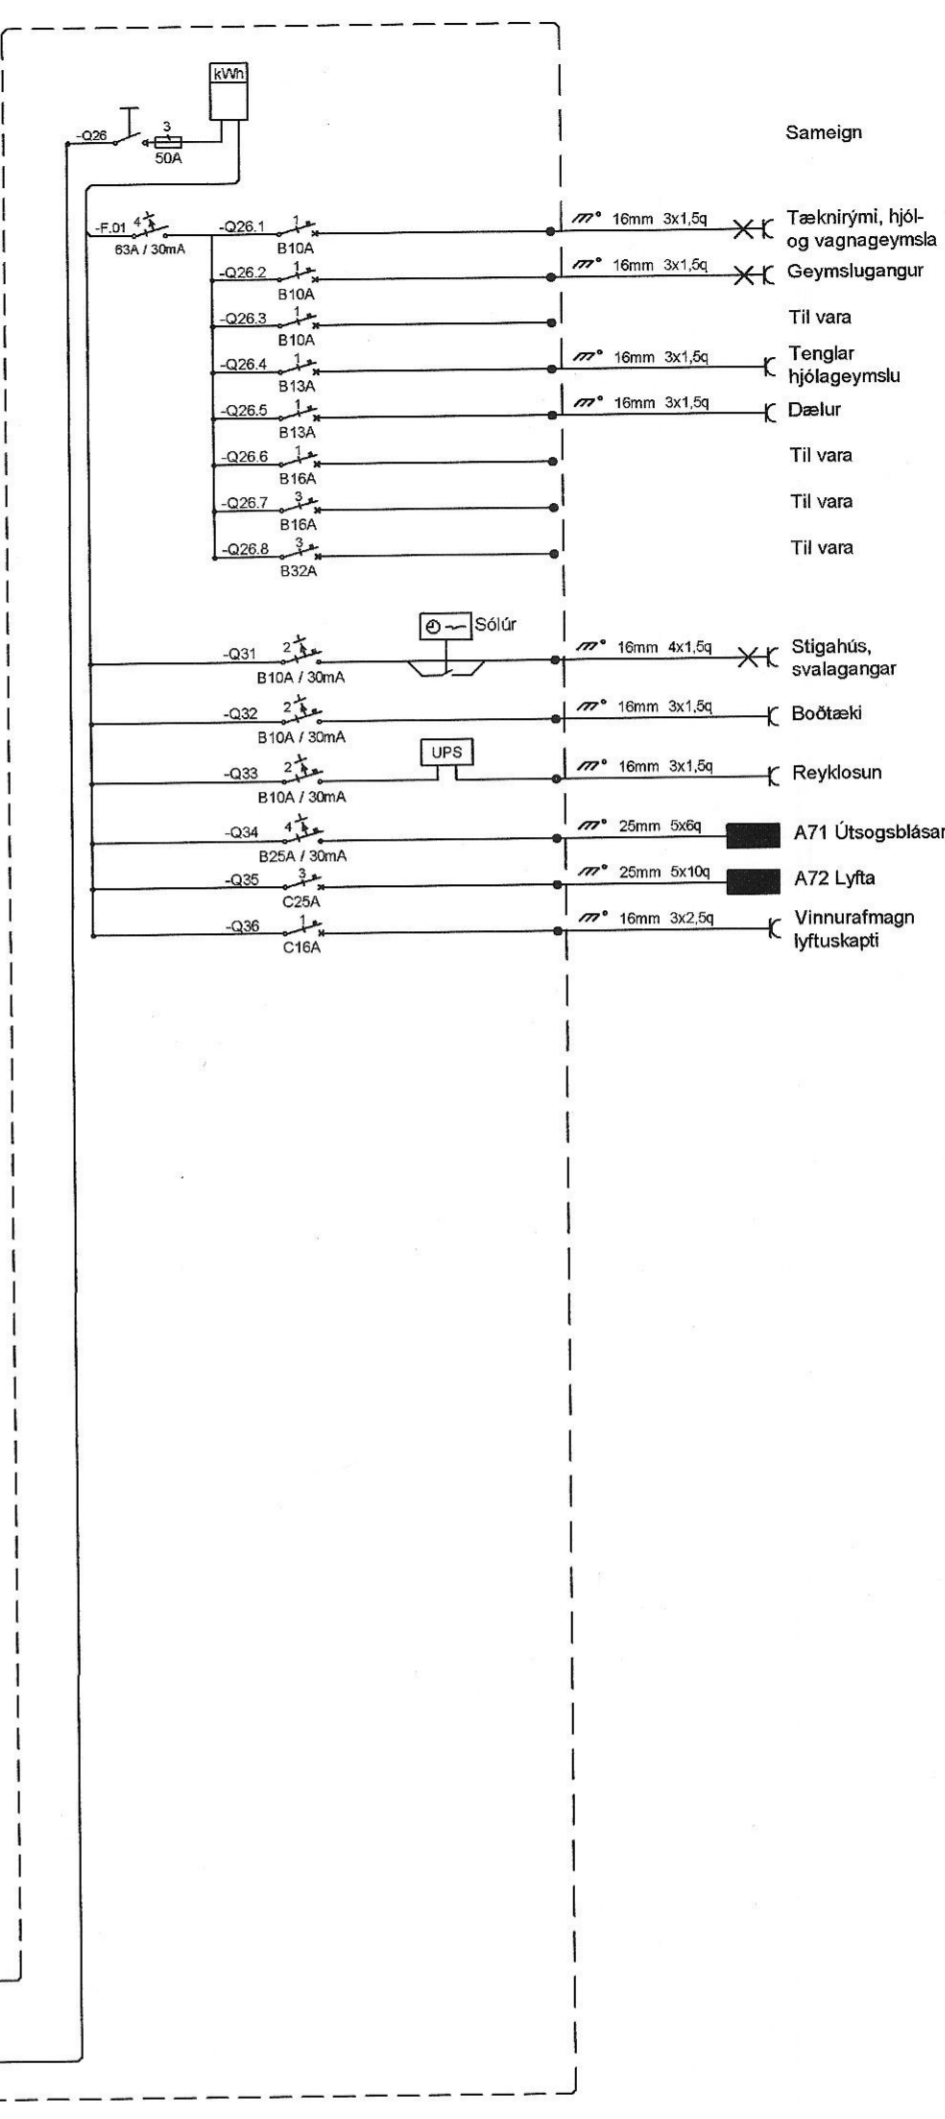 kWh
Sameign
-Q26 3
50A
-F.01 4
63A / 30mA
-Q26.1 1 16mm 3x1,5q Tæknirými, hjól-
B10A og vagnageymsla
-Q26.2 1 16mm 3x1,5q Geymslugangur
B10A
-Q26.3 1 Til vara
B10A
-Q26.4 1 16mm 3x1,5q Tenglar
B13A hjólageymslu
-Q26.5 1 16mm 3x1,5q Dælur
B13A
-Q26.6 1 Til vara
B16A
-Q26.7 3 Til vara
B16A
-Q26.8 3 Til vara
B32A
Sólúr
-Q31 2 16mm 4x1,5q Stigahús,
B10A / 30mA svalagangar
-Q32 2 16mm 3x1,5q Boðtæki
B10A / 30mA
UPS
-Q33 2 16mm 3x1,5q Reyklosun
B10A / 30mA
-Q34 4 25mm 5x6q A71 Útsogsblásar
B25A / 30mA
-Q35 3 25mm 5x10q A72 Lyfta
C25A
-Q36 1 16mm 3x2,5q Vinnurafmagn
C16A lyftuskapti